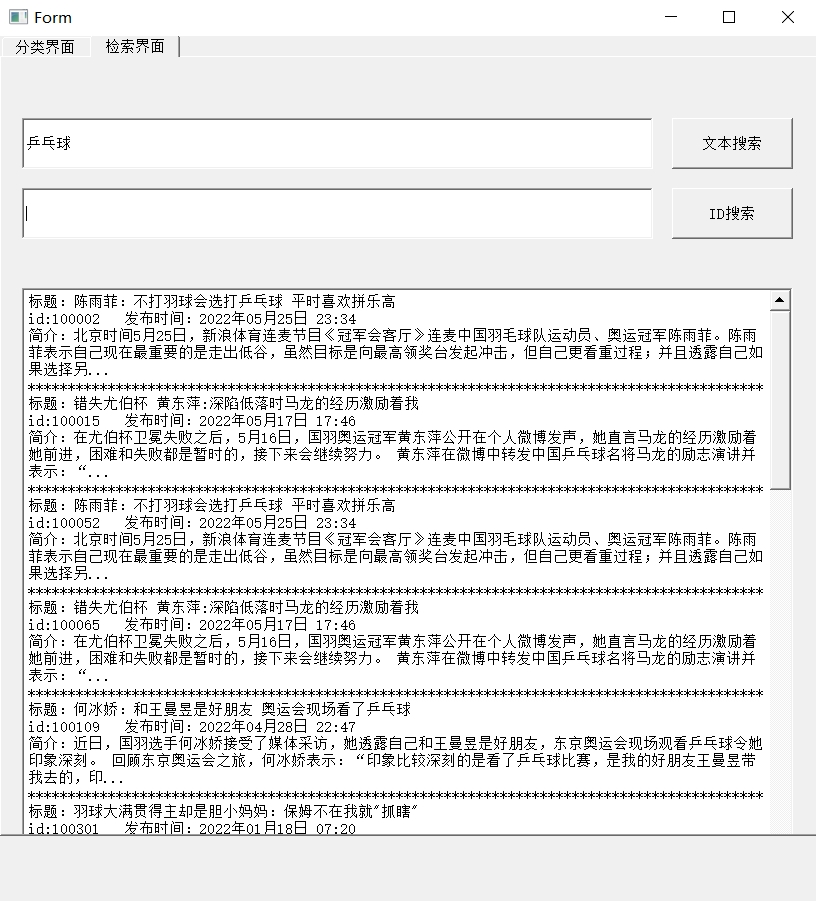 Form
分类界面 检索界面
乒乓球 文本搜索
ID搜索
标题：陈雨菲：不打羽球会选打乒乓球 平时喜欢拼乐高
id:100002 发布时间：2022年05月25日 23:34
简介：北京时间5月25日，新浪体育连麦节目《冠军会客厅》连麦中国羽毛球队运动员、奥运冠军陈雨菲。陈雨
菲表示自己现在最重要的是走出低谷，虽然目标是向最高领奖台发起冲击，但自己更看重过程；并且透露自己如
果选择另...
********************************************************************************************
标题：错失尤伯杯 黄东萍:深陷低落时马龙的经历激励着我
id:100015 发布时间：2022年05月17日 17:46
简介：在尤伯杯卫冕失败之后，5月16日，国羽奥运冠军黄东萍公开在个人微博发声，她直言马龙的经历激励着
她前进，困难和失败都是暂时的，接下来会继续努力。 黄东萍在微博中转发中国乒乓球名将马龙的励志演讲并
表示：“...
********************************************************************************************
标题：陈雨菲：不打羽球会选打乒乓球 平时喜欢拼乐高
id:100052 发布时间：2022年05月25日 23:34
简介：北京时间5月25日，新浪体育连麦节目《冠军会客厅》连麦中国羽毛球队运动员、奥运冠军陈雨菲。陈雨
菲表示自己现在最重要的是走出低谷，虽然目标是向最高领奖台发起冲击，但自己更看重过程；并且透露自己如
果选择另...
********************************************************************************************
标题：错失尤伯杯 黄东萍:深陷低落时马龙的经历激励着我
id:100065 发布时间：2022年05月17日 17:46
简介：在尤伯杯卫冕失败之后，5月16日，国羽奥运冠军黄东萍公开在个人微博发声，她直言马龙的经历激励着
她前进，困难和失败都是暂时的，接下来会继续努力。 黄东萍在微博中转发中国乒乓球名将马龙的励志演讲并
表示：“...
********************************************************************************************
标题：何冰娇：和王曼昱是好朋友 奥运会现场看了乒乓球
id:100109 发布时间：2022年04月28日 22:47
简介：近日，国羽选手何冰娇接受了媒体采访，她透露自己和王曼昱是好朋友，东京奥运会现场观看乒乓球令她
印象深刻。 回顾东京奥运会之旅，何冰娇表示：“印象比较深刻的是看了乒乓球比赛，是我的好朋友王曼昱带
我去的，印...
********************************************************************************************
标题：羽球大满贯得主却是胆小妈妈：保姆不在我就"抓瞎"
id:100301 发布时间：2022年01月18日 07:20